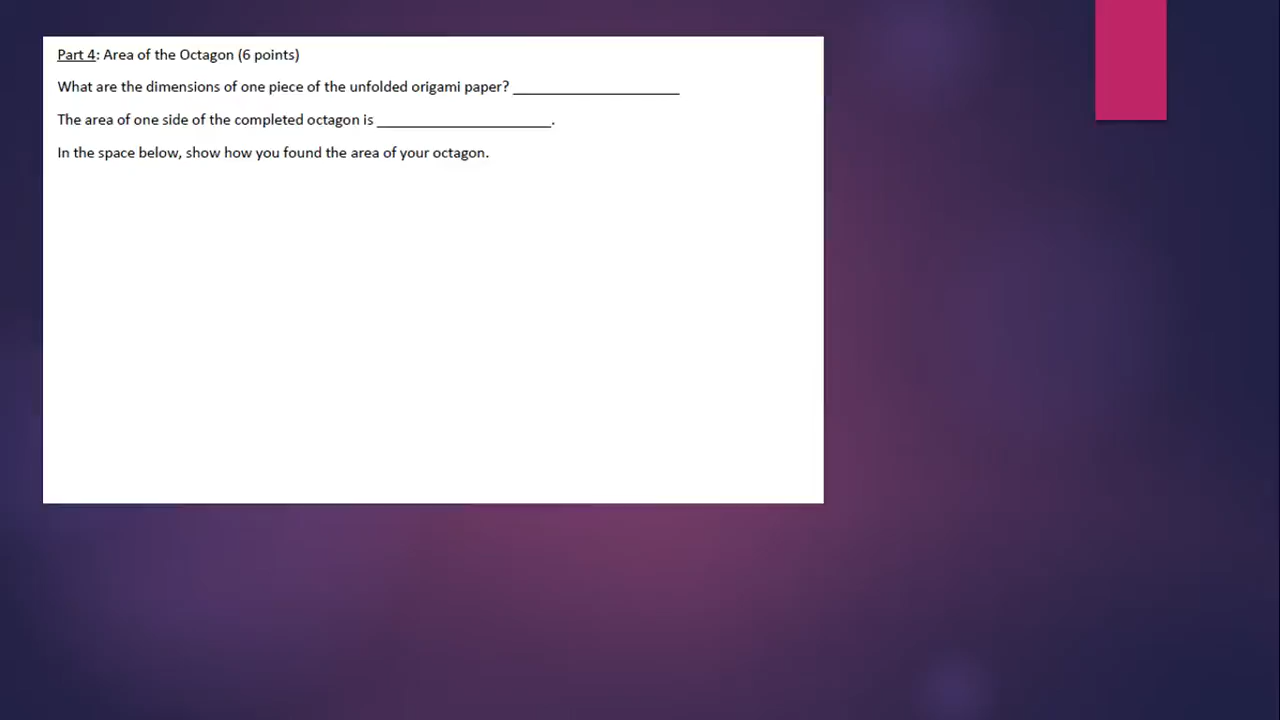 Part 4: Area of the Octagon (6 points)
What are the dimensions of one piece of the unfolded origami paper? ____________________
The area of one side of the completed octagon is _____________________.
In the space below, show how you found the area of your octagon.